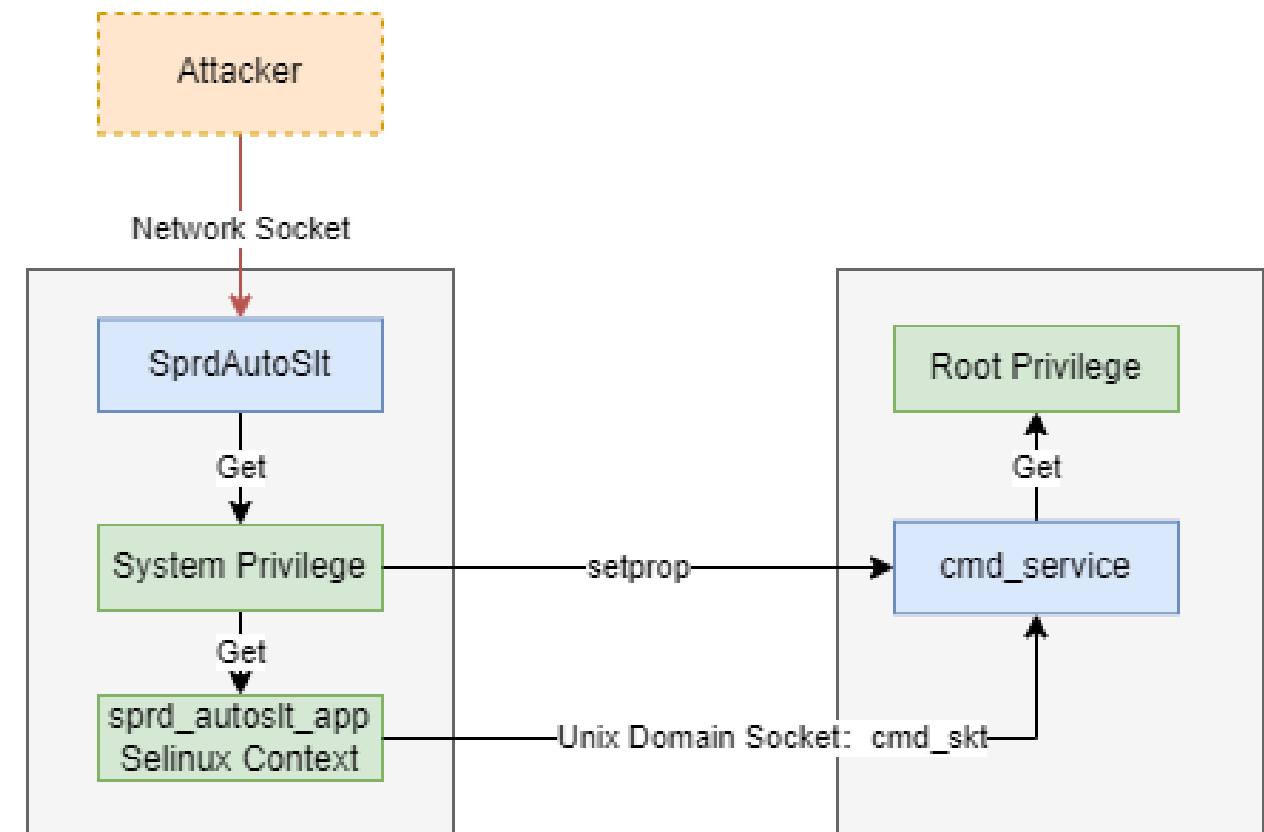 Attacker
Network Socket
SprdAutoSlt
Root Privilege
Get
Get
System Privilege
setprop
cmd_service
Get
sprd_autoslt_app
Selinux Context
Unix Domain Socket: cmd_skt